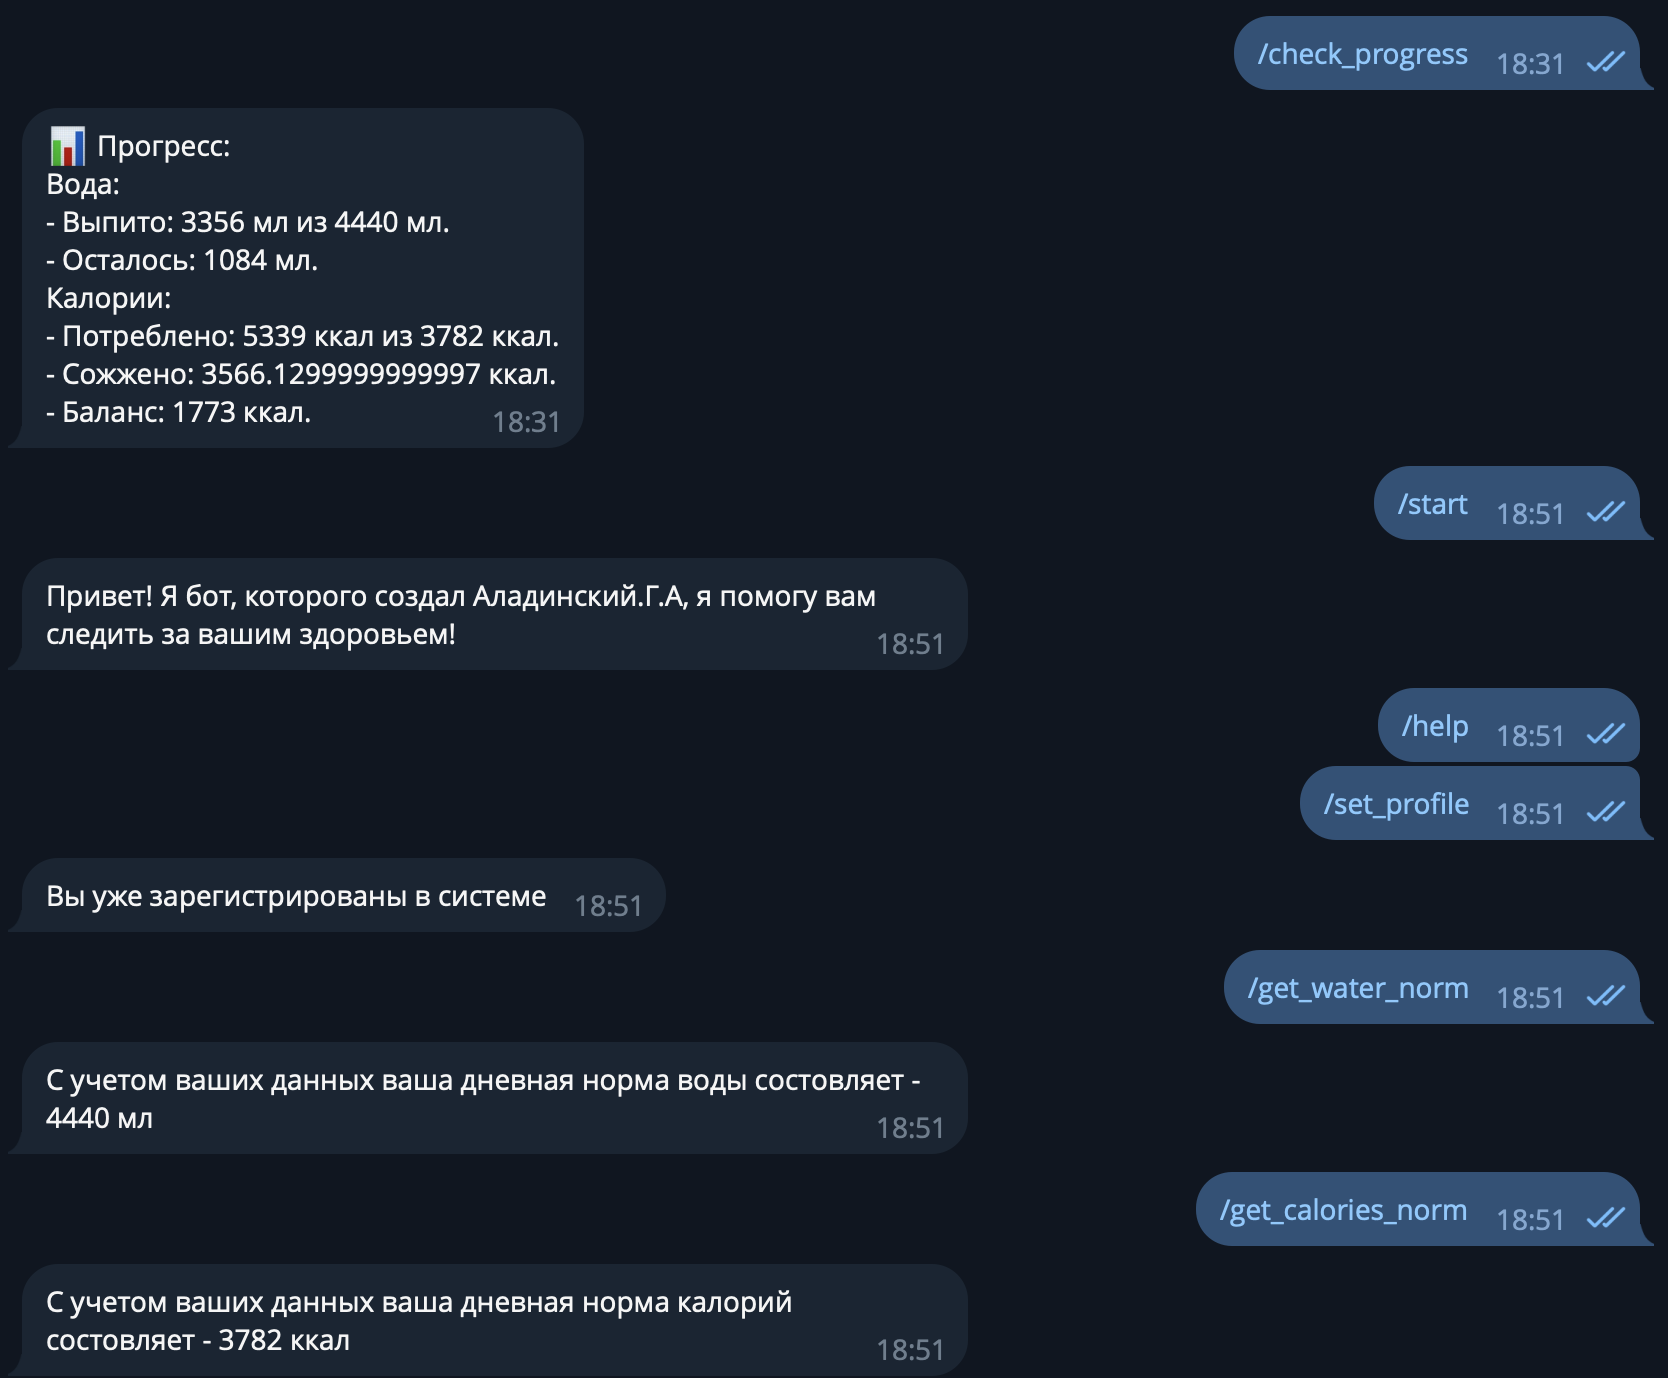 /check_progress 18:31
📊 Прогресс:
Вода:
- Выпито: 3356 мл из 4440 мл.
- Осталось: 1084 мл.
Калории:
- Потреблено: 5339 ккал из 3782 ккал.
- Сожжено: 3566.1299999999997 ккал.
- Баланс: 1773 ккал. 18:31
/start 18:51
Привет! Я бот, которого создал Аладинский.Г.А, я помогу вам
следить за вашим здоровьем! 18:51
/help 18:51
/set_profile 18:51
Вы уже зарегистрированы в системе 18:51
/get_water_norm 18:51
С учетом ваших данных ваша дневная норма воды состовляет -
4440 мл 18:51
/get_calories_norm 18:51
С учетом ваших данных ваша дневная норма калорий
состовляет - 3782 ккал 18:51